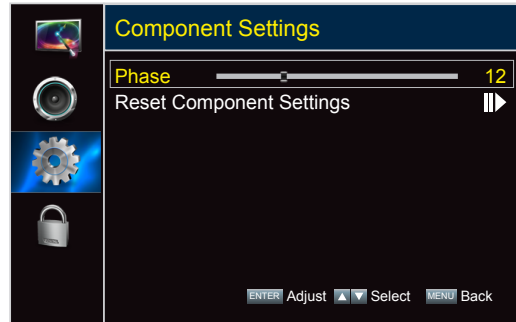 Component Settings
Phase 12
Reset Component Settings
ENTER Adjust Select MENU Back